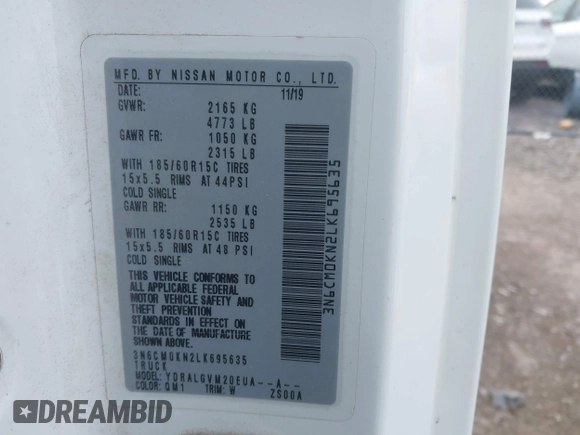 MFD. BY NISSAN MOTOR CO., LTD.
DATE: 11/19
GVWR: 2165 KG
4773 LB
GAWR FR: 1050 KG
2315 LB
WITH 185/60R15C TIRES
15x5.5 RIMS AT 44PSI
COLD SINGLE
GAWR RR: 1150 KG
2535 LB
WITH 185/60R15C TIRES
15x5.5 RIMS AT 48 PSI
COLD SINGLE
THIS VEHICLE CONFORMS TO
ALL APPLICABLE FEDERAL
MOTOR VEHICLE SAFETY AND
THEFT PREVENTION
STANDARDS IN EFFECT ON
THE DATE OF MANUFACTURE
SHOWN ABOVE.
3N6CM0KN2LK695635
TRUCK
MODEL: YDRALGVM20EUA--A--
COLOR: QM1 TRIM: W 2S00A
3N6CM0KN2LK695635
DREAMBID